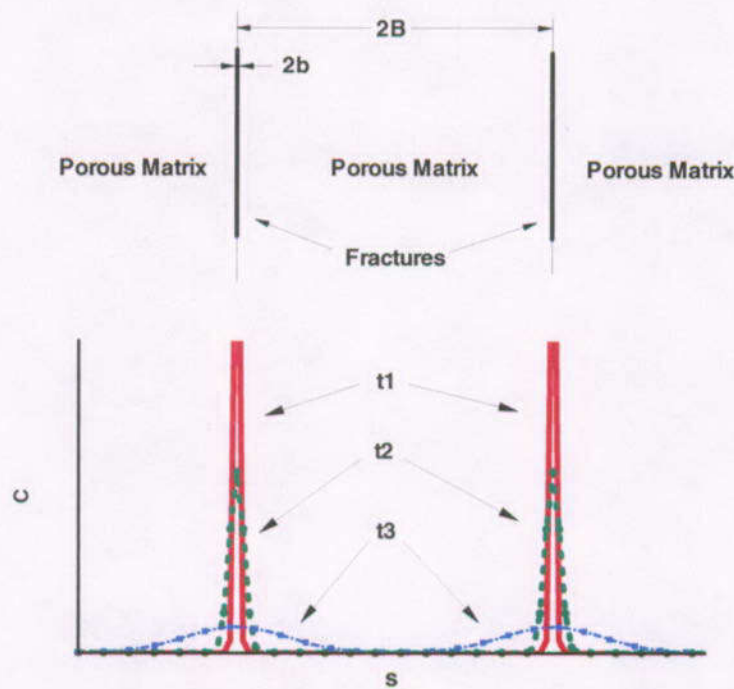 2B
2b
Porous Matrix
Porous Matrix
Porous Matrix
Fractures
t1
t2
t3
C
s